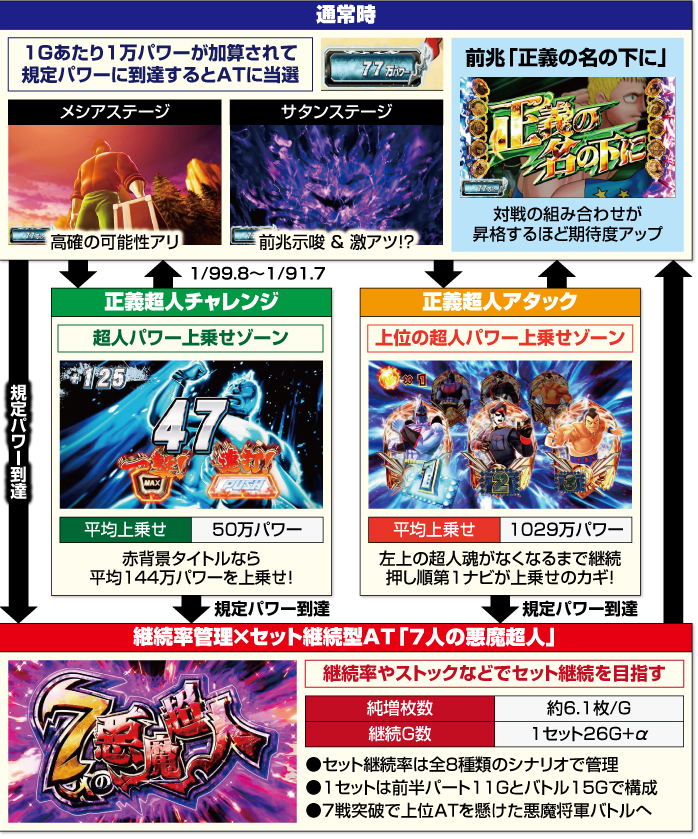 通常時
1Gあたり1万パワーが加算されて
規定パワーに到達するとATに当選
77万パワー
前兆「正義の名の下に」
メシアステージ
サタンステージ
正義の
名の下に
高確の可能性アリ
前兆示唆 & 激アツ!?
対戦の組み合わせが
昇格するほど期待度アップ
1/99.8～1/91.7
規定パワー到達
正義超人チャレンジ
超人パワー上乗せゾーン
+125
47
一撃!
MAX
連打!
PUSH
平均上乗せ
50万パワー
赤背景タイトルなら
平均144万パワーを上乗せ!
正義超人アタック
上位の超人パワー上乗せゾーン
×1
1
2
3
平均上乗せ
1029万パワー
左上の超人魂がなくなるまで継続
押し順第1ナビが上乗せのカギ!
規定パワー到達
規定パワー到達
継続率管理×セット継続型AT「7人の悪魔超人」
7人の悪魔超人
継続率やストックなどでセット継続を目指す
純増枚数
約6.1枚/G
継続G数
1セット26G+α
●セット継続率は全8種類のシナリオで管理
●1セットは前半パート11Gとバトル15Gで構成
●7戦突破で上位ATを懸けた悪魔将軍バトルへ